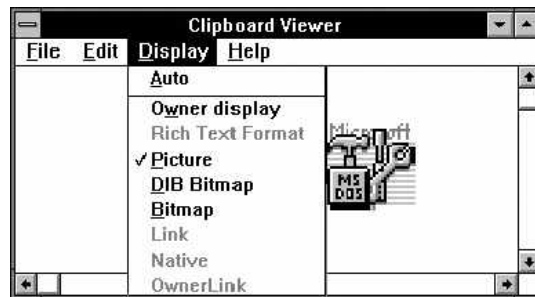 Clipboard Viewer
File Edit Display Help
Auto
Owner display
Rich Text Format
Picture
DIB Bitmap
Bitmap
Link
Native
OwnerLink
Microsoft
MS
DOS